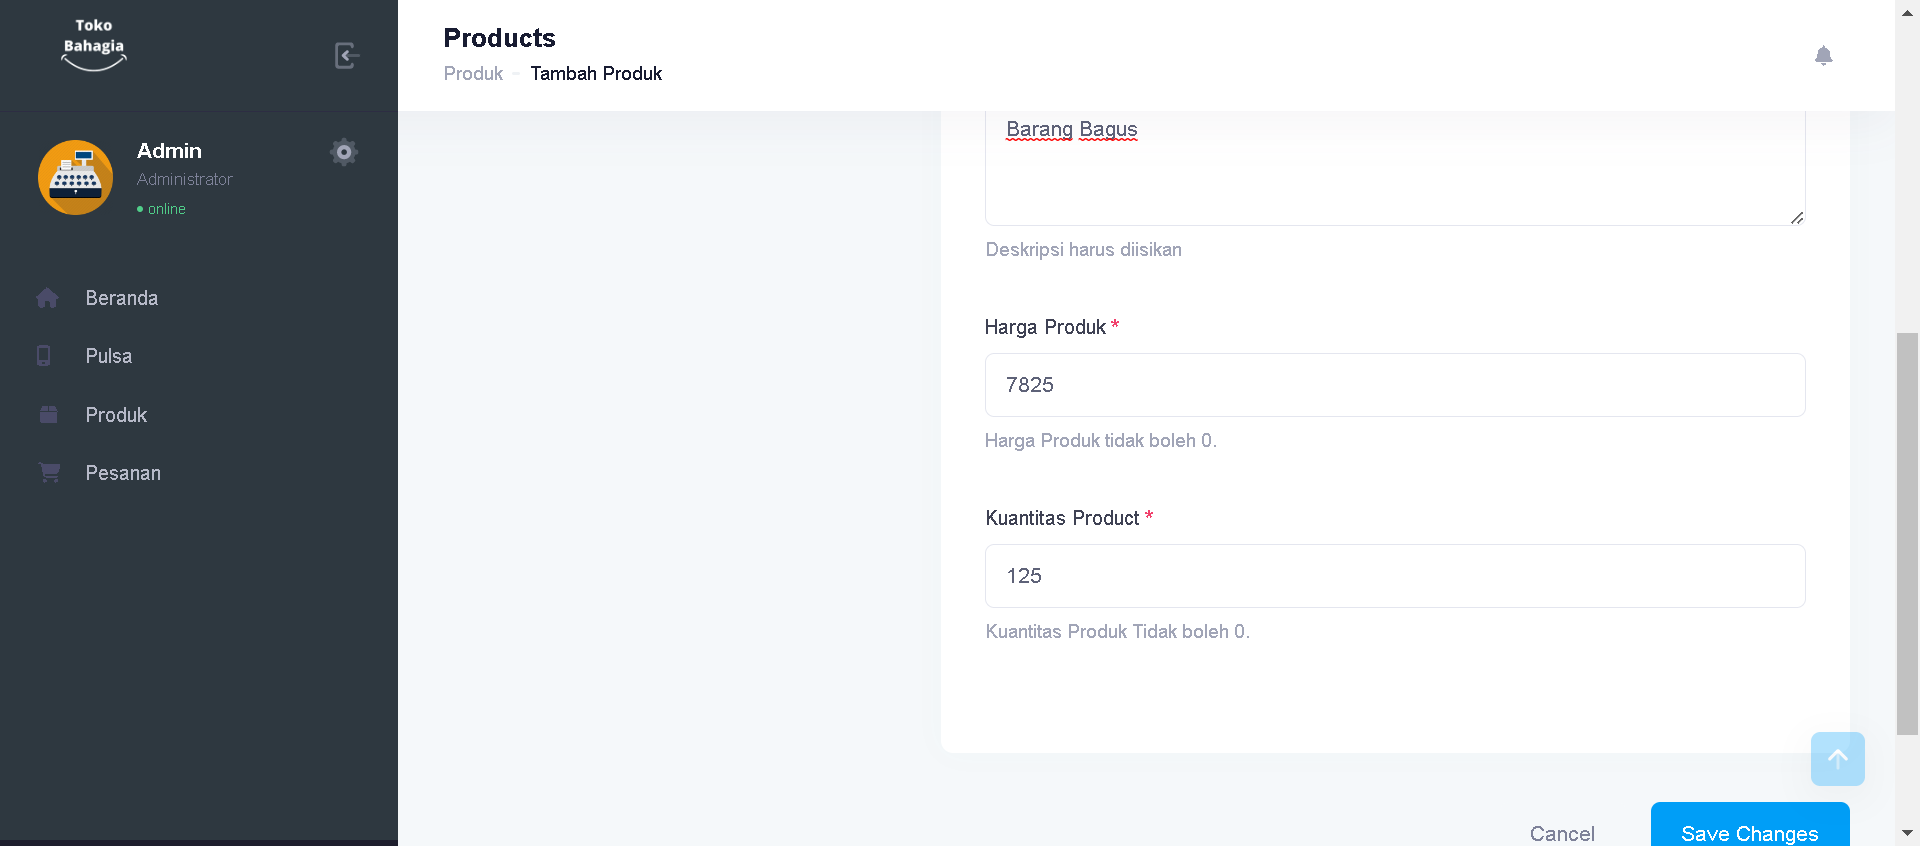 Toko
Bahagia
Admin
Administrator
online
Beranda
Pulsa
Produk
Pesanan
Products
Produk - Tambah Produk
Barang Bagus
Deskripsi harus diisikan
Harga Produk *
7825
Harga Produk tidak boleh 0.
Kuantitas Product *
125
Kuantitas Produk Tidak boleh 0.
Cancel
Save Changes